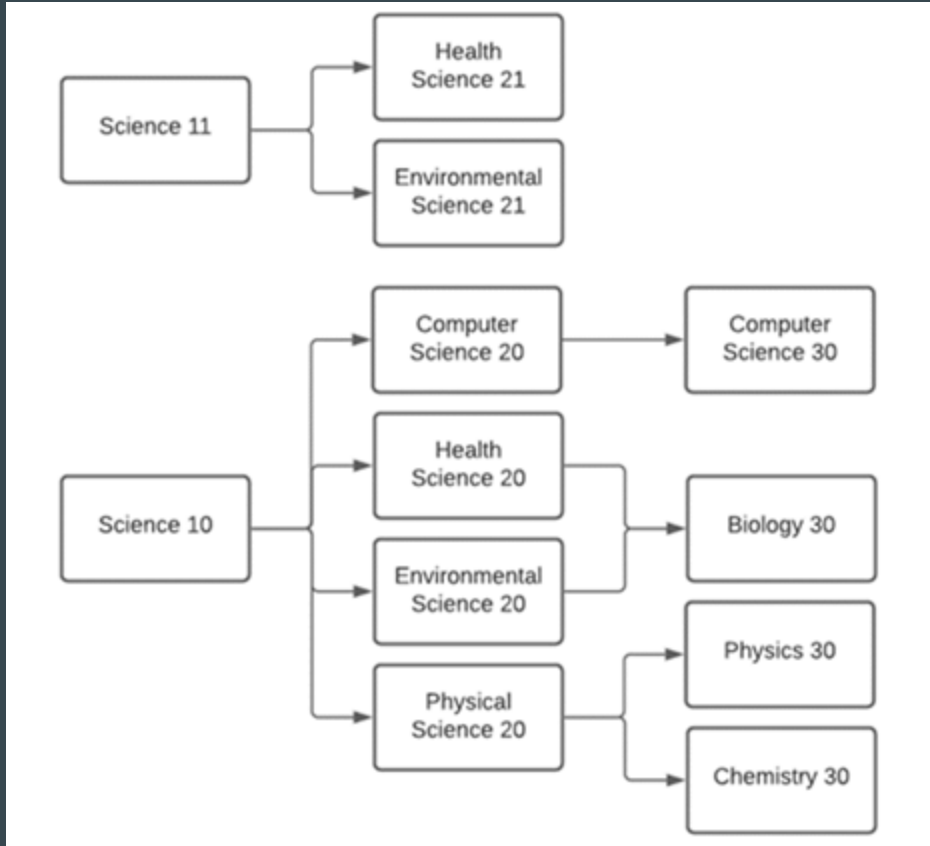 Health
Science 21
Science 11
Environmental
Science 21
Computer
Science 20
Computer
Science 30
Health
Science 20
Science 10
Biology 30
Environmental
Science 20
Physics 30
Physical
Science 20
Chemistry 30